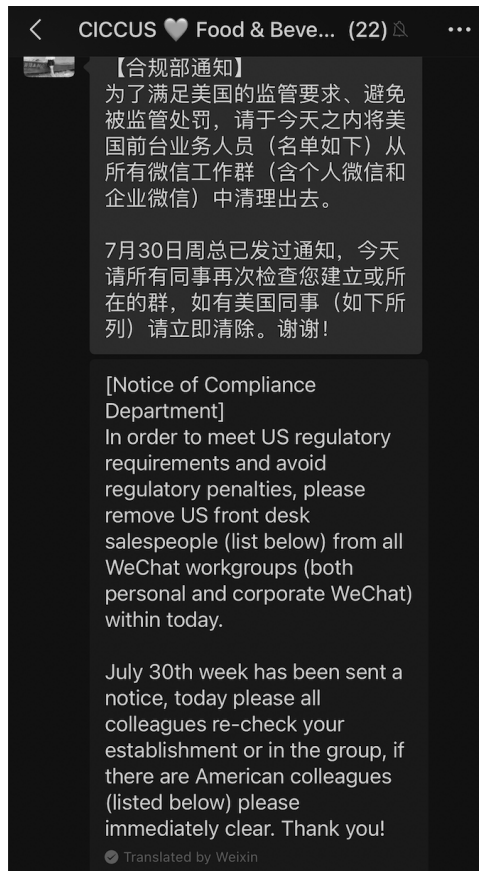 CICCUS 🤍 Food & Beve... (22)
【合规部通知】
为了满足美国的监管要求、避免
被监管处罚，请于今天之内将美
国前台业务人员（名单如下）从
所有微信工作群（含个人微信和
企业微信）中清理出去。
7月30日周总已发过通知，今天
请所有同事再次检查您建立或所
在的群，如有美国同事（如下所
列）请立即清除。谢谢！
[Notice of Compliance
Department]
In order to meet US regulatory
requirements and avoid
regulatory penalties, please
remove US front desk
salespeople (list below) from all
WeChat workgroups (both
personal and corporate WeChat)
within today.
July 30th week has been sent a
notice, today please all
colleagues re-check your
establishment or in the group, if
there are American colleagues
(listed below) please
immediately clear. Thank you!
Translated by Weixin